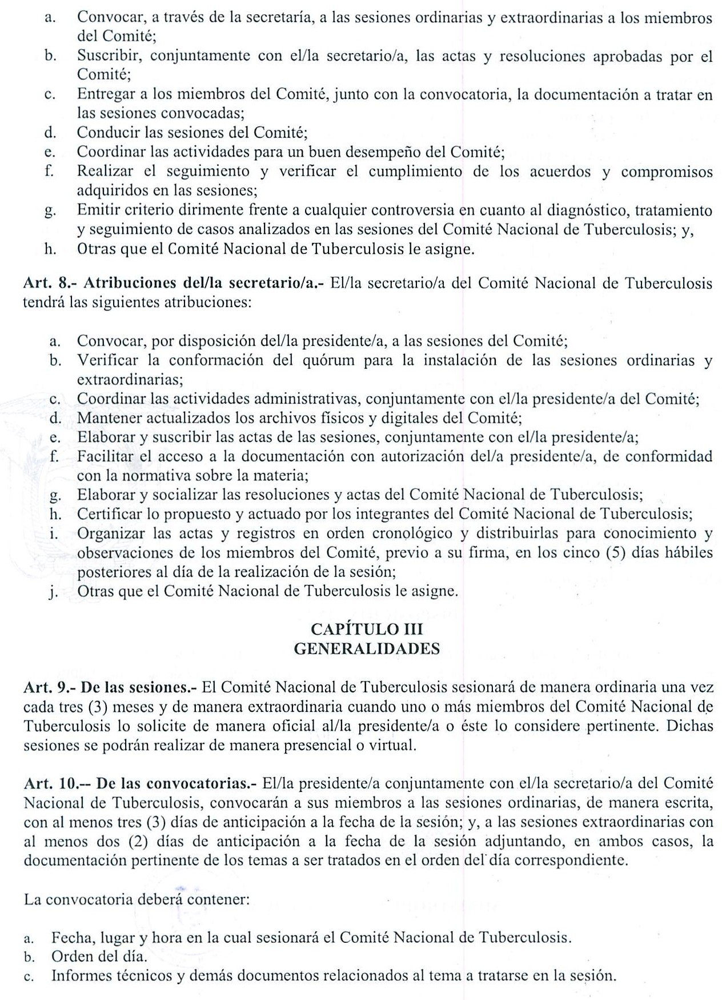 a. Convocar, a través de la secretaría, a las sesiones ordinarias y extraordinarias a los miembros
del Comité;
b. Suscribir, conjuntamente con el/la secretario/a, las actas y resoluciones aprobadas por el
Comité;
c. Entregar a los miembros del Comité, junto con la convocatoria, la documentación a tratar en
las sesiones convocadas;
d. Conducir las sesiones del Comité;
e. Coordinar las actividades para un buen desempeño del Comité;
f. Realizar el seguimiento y verificar el cumplimiento de los acuerdos y compromisos
adquiridos en las sesiones;
g. Emitir criterio dirimente frente a cualquier controversia en cuanto al diagnóstico, tratamiento
y seguimiento de casos analizados en las sesiones del Comité Nacional de Tuberculosis; y,
h. Otras que el Comité Nacional de Tuberculosis le asigne.
Art. 8.- Atribuciones del/la secretario/a.- El/la secretario/a del Comité Nacional de Tuberculosis
tendrá las siguientes atribuciones:
a. Convocar, por disposición del/la presidente/a, a las sesiones del Comité;
b. Verificar la conformación del quórum para la instalación de las sesiones ordinarias y
extraordinarias;
c. Coordinar las actividades administrativas, conjuntamente con el/la presidente/a del Comité;
d. Mantener actualizados los archivos físicos y digitales del Comité;
e. Elaborar y suscribir las actas de las sesiones, conjuntamente con el/la presidente/a;
f. Facilitar el acceso a la documentación con autorización del/a presidente/a, de conformidad
con la normativa sobre la materia;
g. Elaborar y socializar las resoluciones y actas del Comité Nacional de Tuberculosis;
h. Certificar lo propuesto y actuado por los integrantes del Comité Nacional de Tuberculosis;
i. Organizar las actas y registros en orden cronológico y distribuirlas para conocimiento y
observaciones de los miembros del Comité, previo a su firma, en los cinco (5) días hábiles
posteriores al día de la realización de la sesión;
j. Otras que el Comité Nacional de Tuberculosis le asigne.
CAPÍTULO III
GENERALIDADES
Art. 9.- De las sesiones.- El Comité Nacional de Tuberculosis sesionará de manera ordinaria una vez
cada tres (3) meses y de manera extraordinaria cuando uno o más miembros del Comité Nacional de
Tuberculosis lo solicite de manera oficial al/la presidente/a o éste lo considere pertinente. Dichas
sesiones se podrán realizar de manera presencial o virtual.
Art. 10.-- De las convocatorias.- El/la presidente/a conjuntamente con el/la secretario/a del Comité
Nacional de Tuberculosis, convocarán a sus miembros a las sesiones ordinarias, de manera escrita,
con al menos tres (3) días de anticipación a la fecha de la sesión; y, a las sesiones extraordinarias con
al menos dos (2) días de anticipación a la fecha de la sesión adjuntando, en ambos casos, la
documentación pertinente de los temas a ser tratados en el orden del día correspondiente.
La convocatoria deberá contener:
a. Fecha, lugar y hora en la cual sesionará el Comité Nacional de Tuberculosis.
b. Orden del día.
c. Informes técnicos y demás documentos relacionados al tema a tratarse en la sesión.